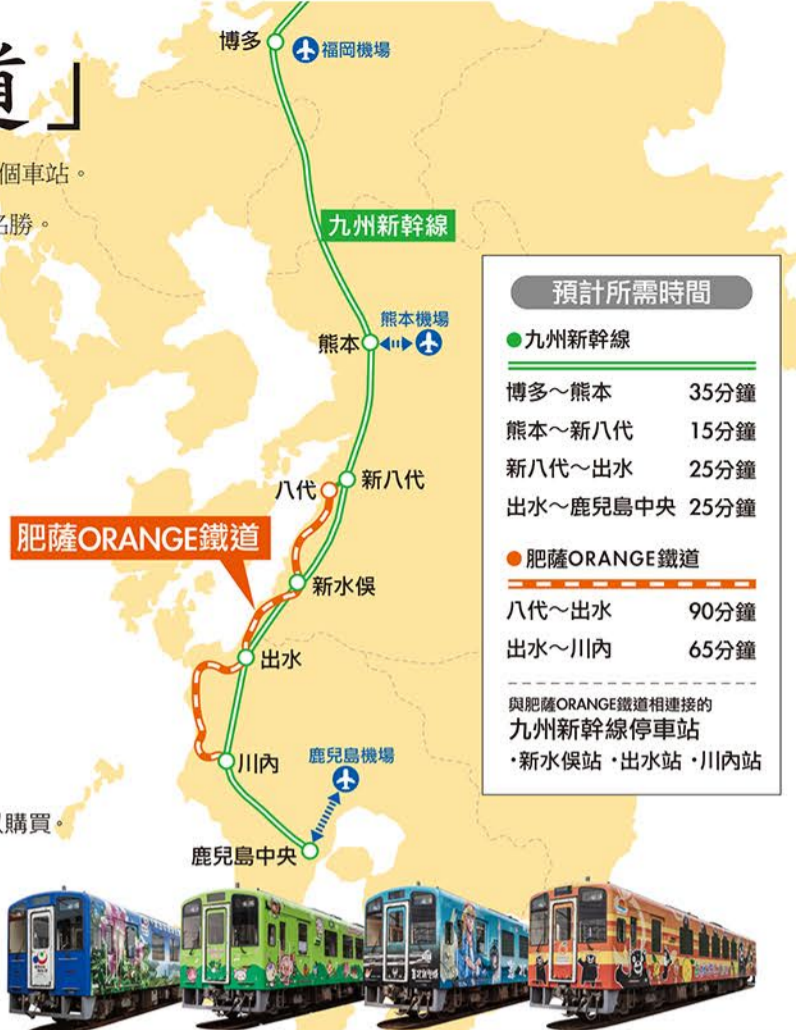 道」
個車站。
名勝。
博多
福岡機場
九州新幹線
熊本機場
熊本
八代
新八代
肥薩ORANGE鐵道
新水俣
出水
川內
鹿兒島機場
鹿兒島中央
購買。
預計所需時間
●九州新幹線
博多～熊本 35分鐘
熊本～新八代 15分鐘
新八代～出水 25分鐘
出水～鹿兒島中央 25分鐘
●肥薩ORANGE鐵道
八代～出水 90分鐘
出水～川內 65分鐘
與肥薩ORANGE鐵道相連接的
九州新幹線停車站
・新水俣站・出水站・川內站